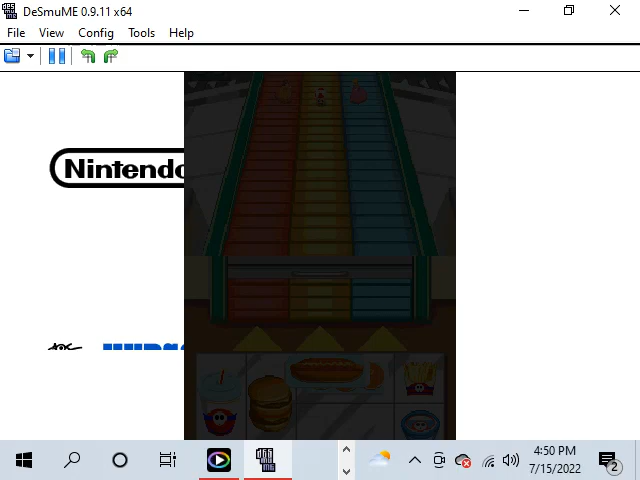 DeSmuME 0.9.11 x64
File View Config Tools Help
Nintendo
4:50 PM
7/15/2022
2